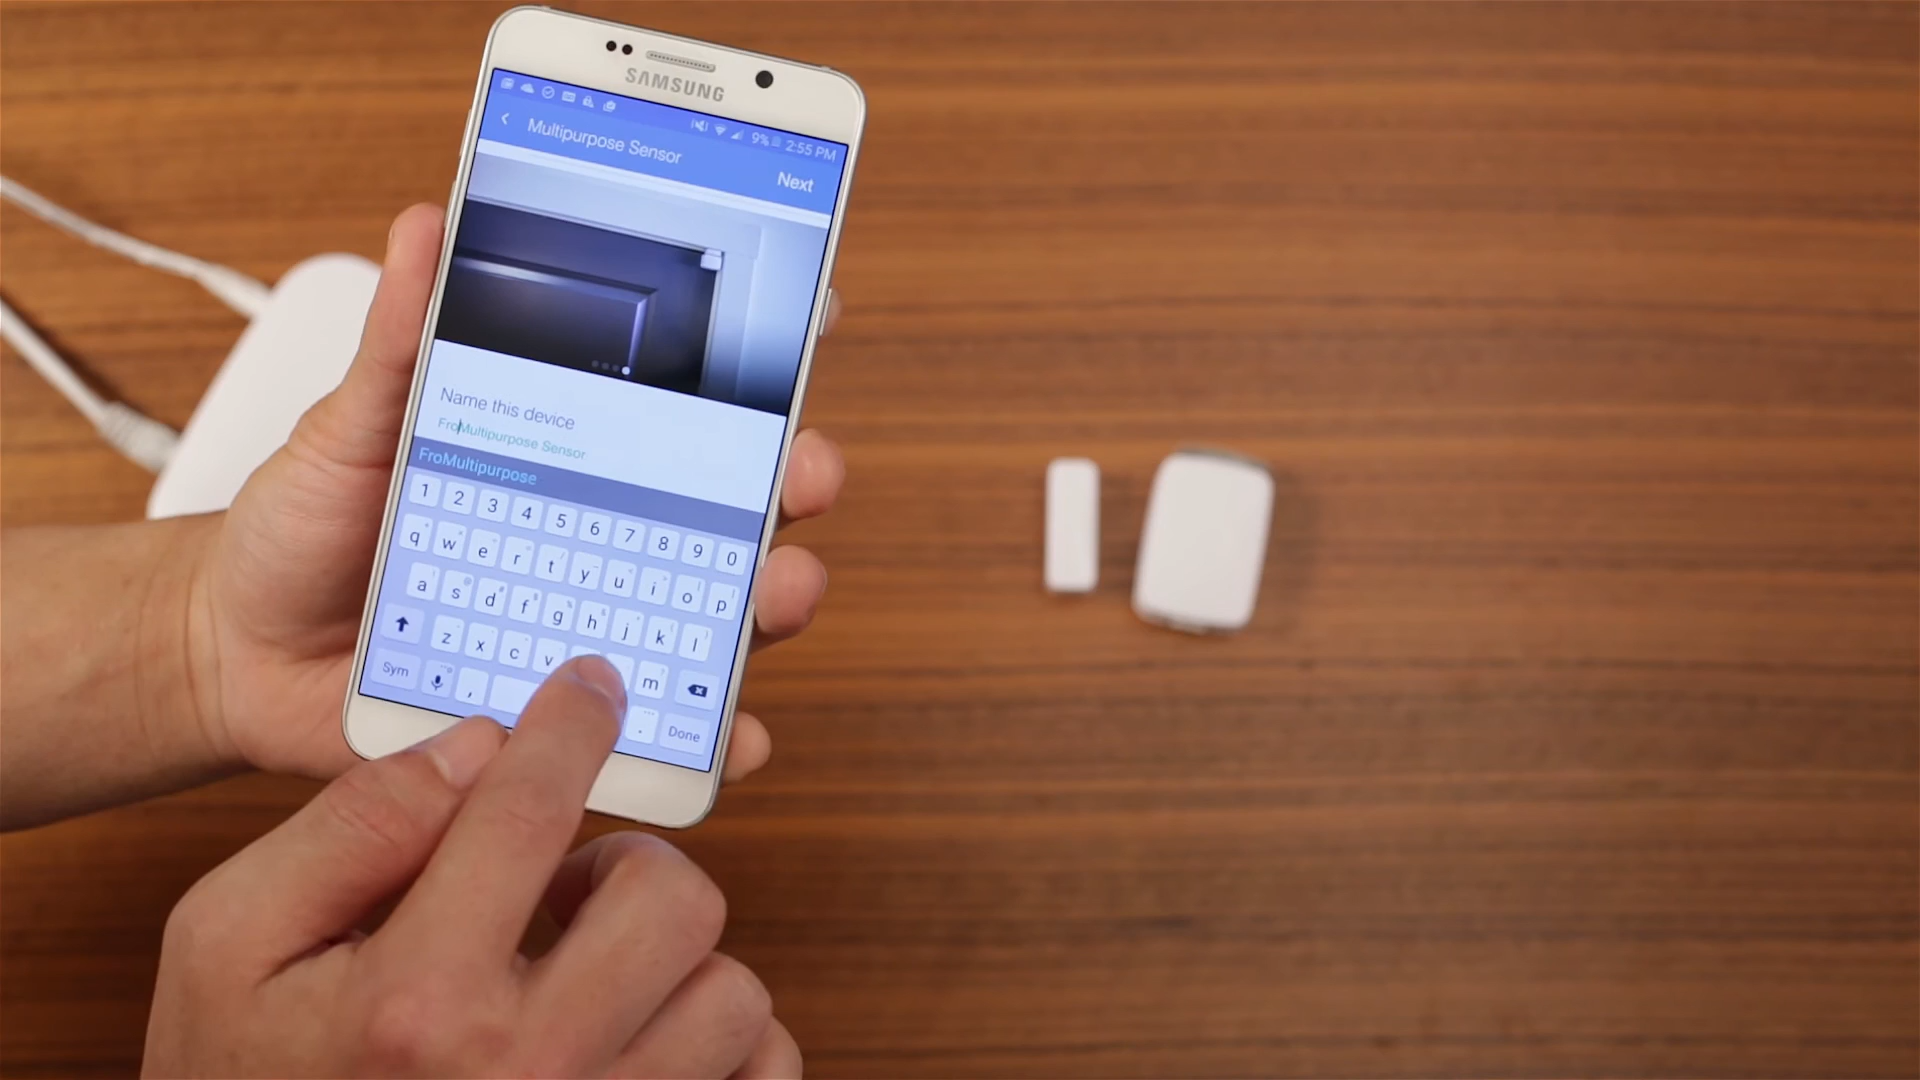 SAMSUNG
9% 2:55 PM
Multipurpose Sensor
Next
Name this device
FroMultipurpose Sensor
FroMultipurpose
1 2 3 4 5 6 7 8 9 0
q w e r t y u i o p
a s d f g h j k l
z x c v m
Sym , . Done